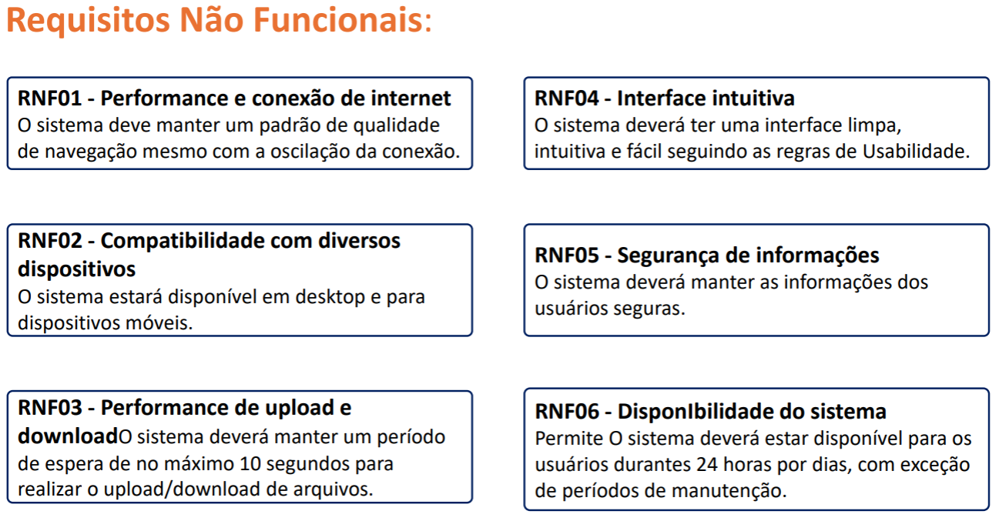 Requisitos Não Funcionais:
RNF01 - Performance e conexão de internet
O sistema deve manter um padrão de qualidade
de navegação mesmo com a oscilação da conexão.
RNF02 - Compatibilidade com diversos
dispositivos
O sistema estará disponível em desktop e para
dispositivos móveis.
RNF03 - Performance de upload e
downloadO sistema deverá manter um período
de espera de no máximo 10 segundos para
realizar o upload/download de arquivos.
RNF04 - Interface intuitiva
O sistema deverá ter uma interface limpa,
intuitiva e fácil seguindo as regras de Usabilidade.
RNF05 - Segurança de informações
O sistema deverá manter as informações dos
usuários seguras.
RNF06 - DisponIbilidade do sistema
Permite O sistema deverá estar disponível para os
usuários durantes 24 horas por dias, com exceção
de períodos de manutenção.